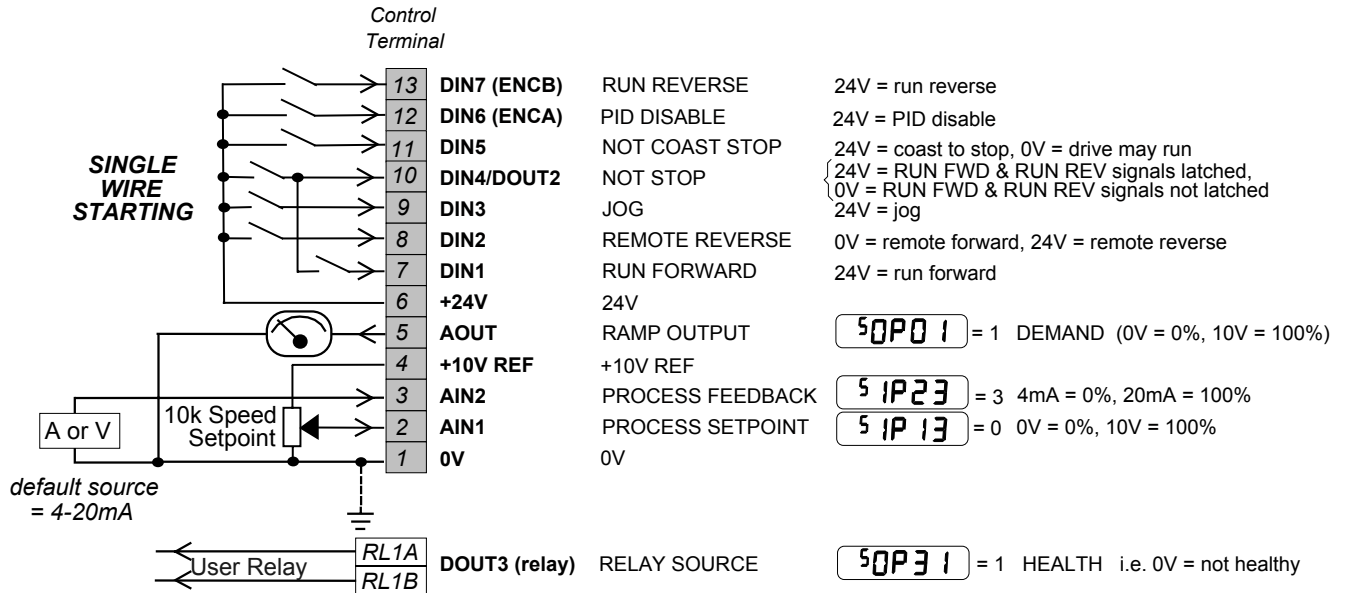 Control
Terminal
13 DIN7 (ENCB) RUN REVERSE 24V = run reverse
12 DIN6 (ENCA) PID DISABLE 24V = PID disable
11 DIN5 NOT COAST STOP 24V = coast to stop, 0V = drive may run
10 DIN4/DOUT2 NOT STOP 24V = RUN FWD & RUN REV signals latched,
0V = RUN FWD & RUN REV signals not latched
9 DIN3 JOG 24V = jog
8 DIN2 REMOTE REVERSE 0V = remote forward, 24V = remote reverse
7 DIN1 RUN FORWARD 24V = run forward
6 +24V 24V
5 AOUT RAMP OUTPUT SOP01 = 1 DEMAND (0V = 0%, 10V = 100%)
4 +10V REF +10V REF
3 AIN2 PROCESS FEEDBACK SIP23 = 3 4mA = 0%, 20mA = 100%
2 AIN1 PROCESS SETPOINT SIP13 = 0 0V = 0%, 10V = 100%
1 0V 0V
SINGLE
WIRE
STARTING
10k Speed
Setpoint
A or V
default source
= 4-20mA
User Relay
RL1A
RL1B
DOUT3 (relay) RELAY SOURCE SOP31 = 1 HEALTH i.e. 0V = not healthy